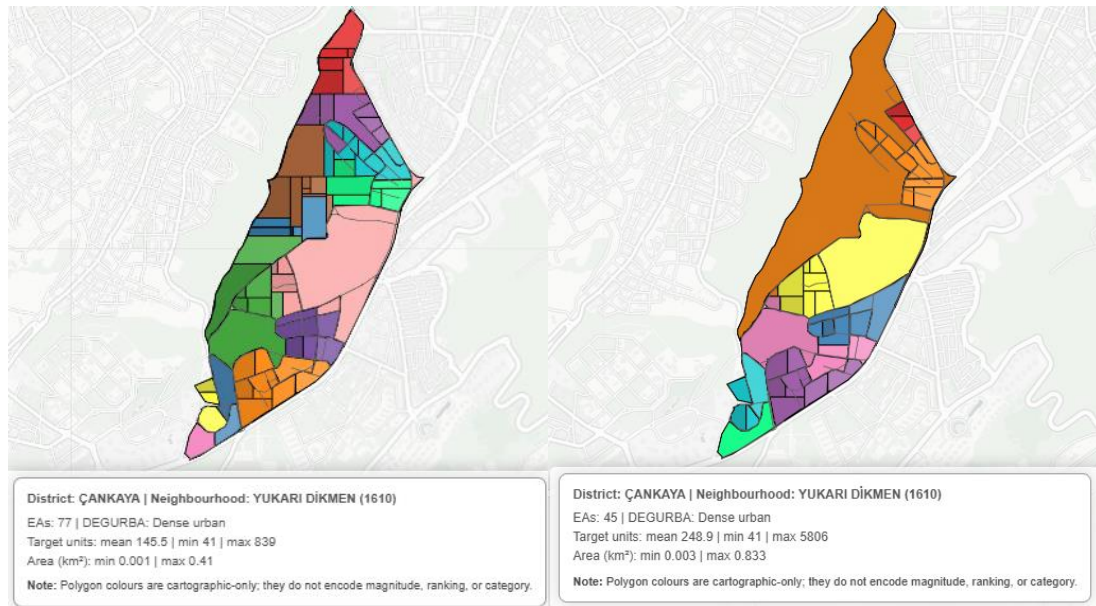 District: ÇANKAYA | Neighbourhood: YUKARI DİKMEN (1610)
EAs: 77 | DEGURBA: Dense urban
Target units: mean 145.5 | min 41 | max 839
Area (km²): min 0.001 | max 0.41
Note: Polygon colours are cartographic-only; they do not encode magnitude, ranking, or category.
District: ÇANKAYA | Neighbourhood: YUKARI DİKMEN (1610)
EAs: 45 | DEGURBA: Dense urban
Target units: mean 248.9 | min 41 | max 5806
Area (km²): min 0.003 | max 0.833
Note: Polygon colours are cartographic-only; they do not encode magnitude, ranking, or category.